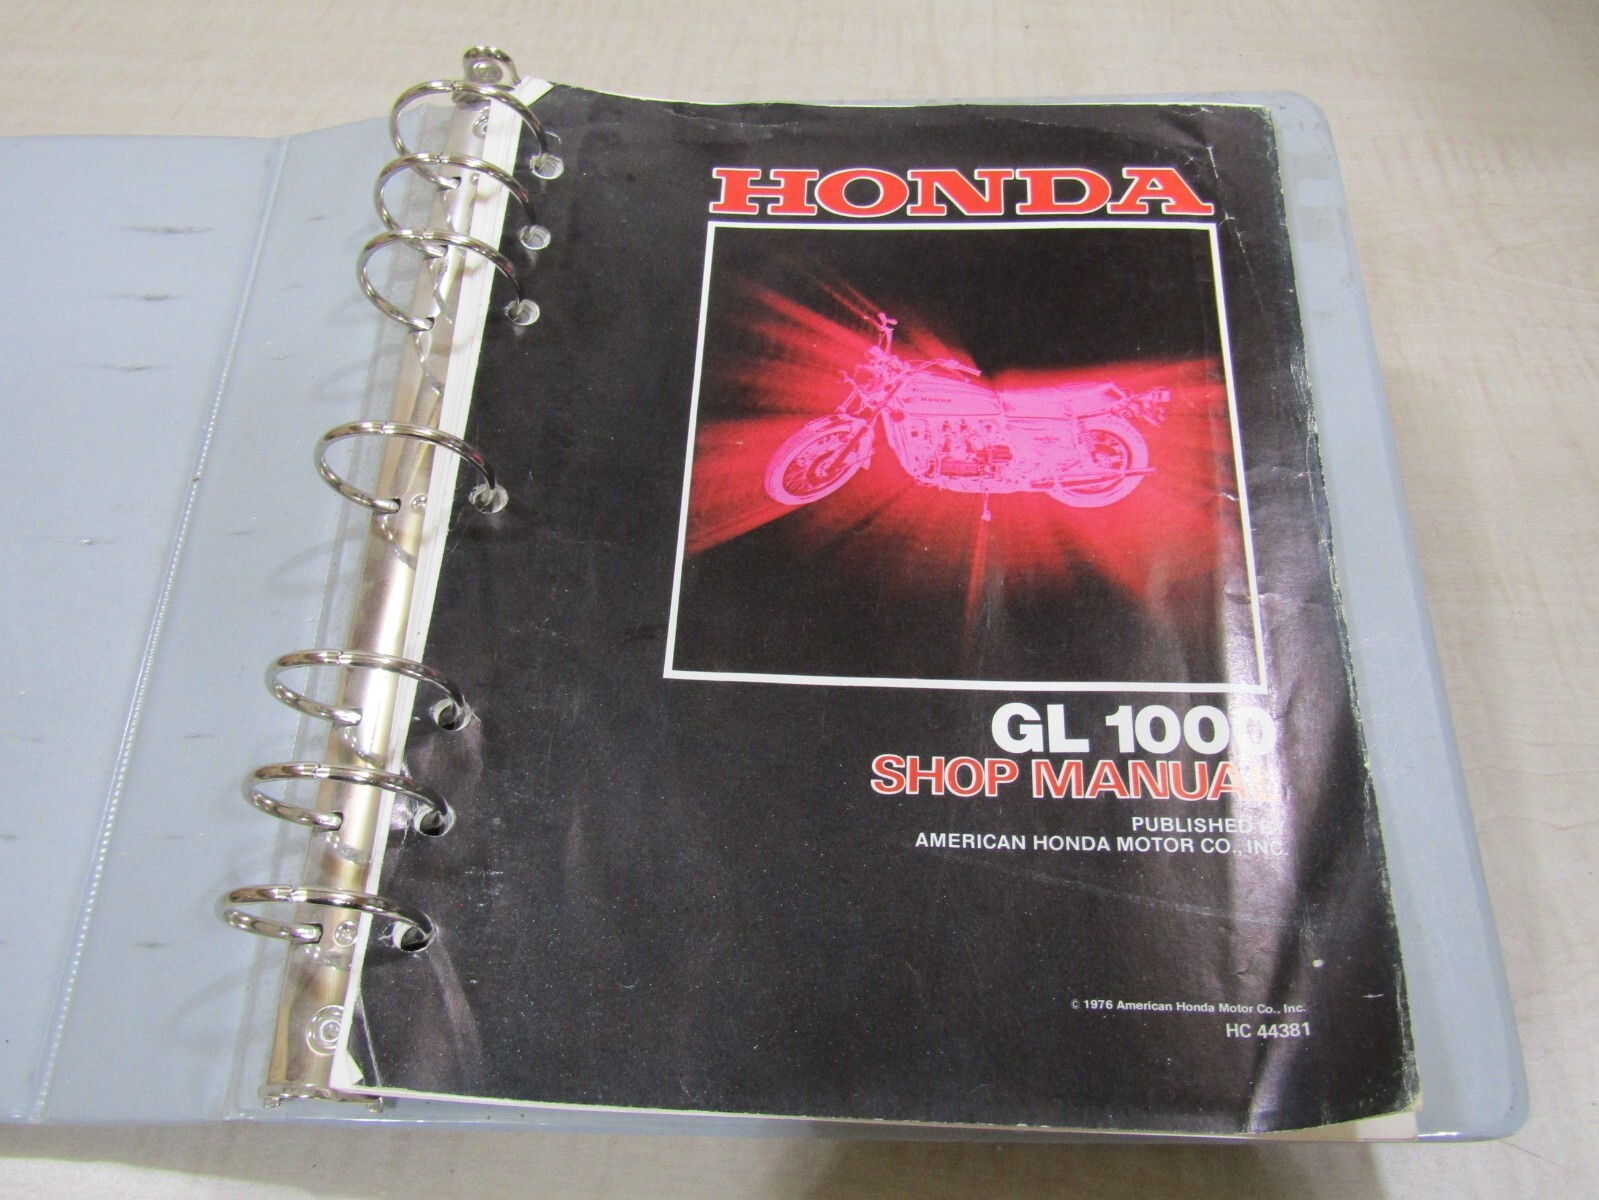 HONDA
HONDA
GL 1000
SHOP MANUAL
PUBLISHED BY
AMERICAN HONDA MOTOR CO., INC.
© 1976 American Honda Motor Co., Inc.
HC 44381